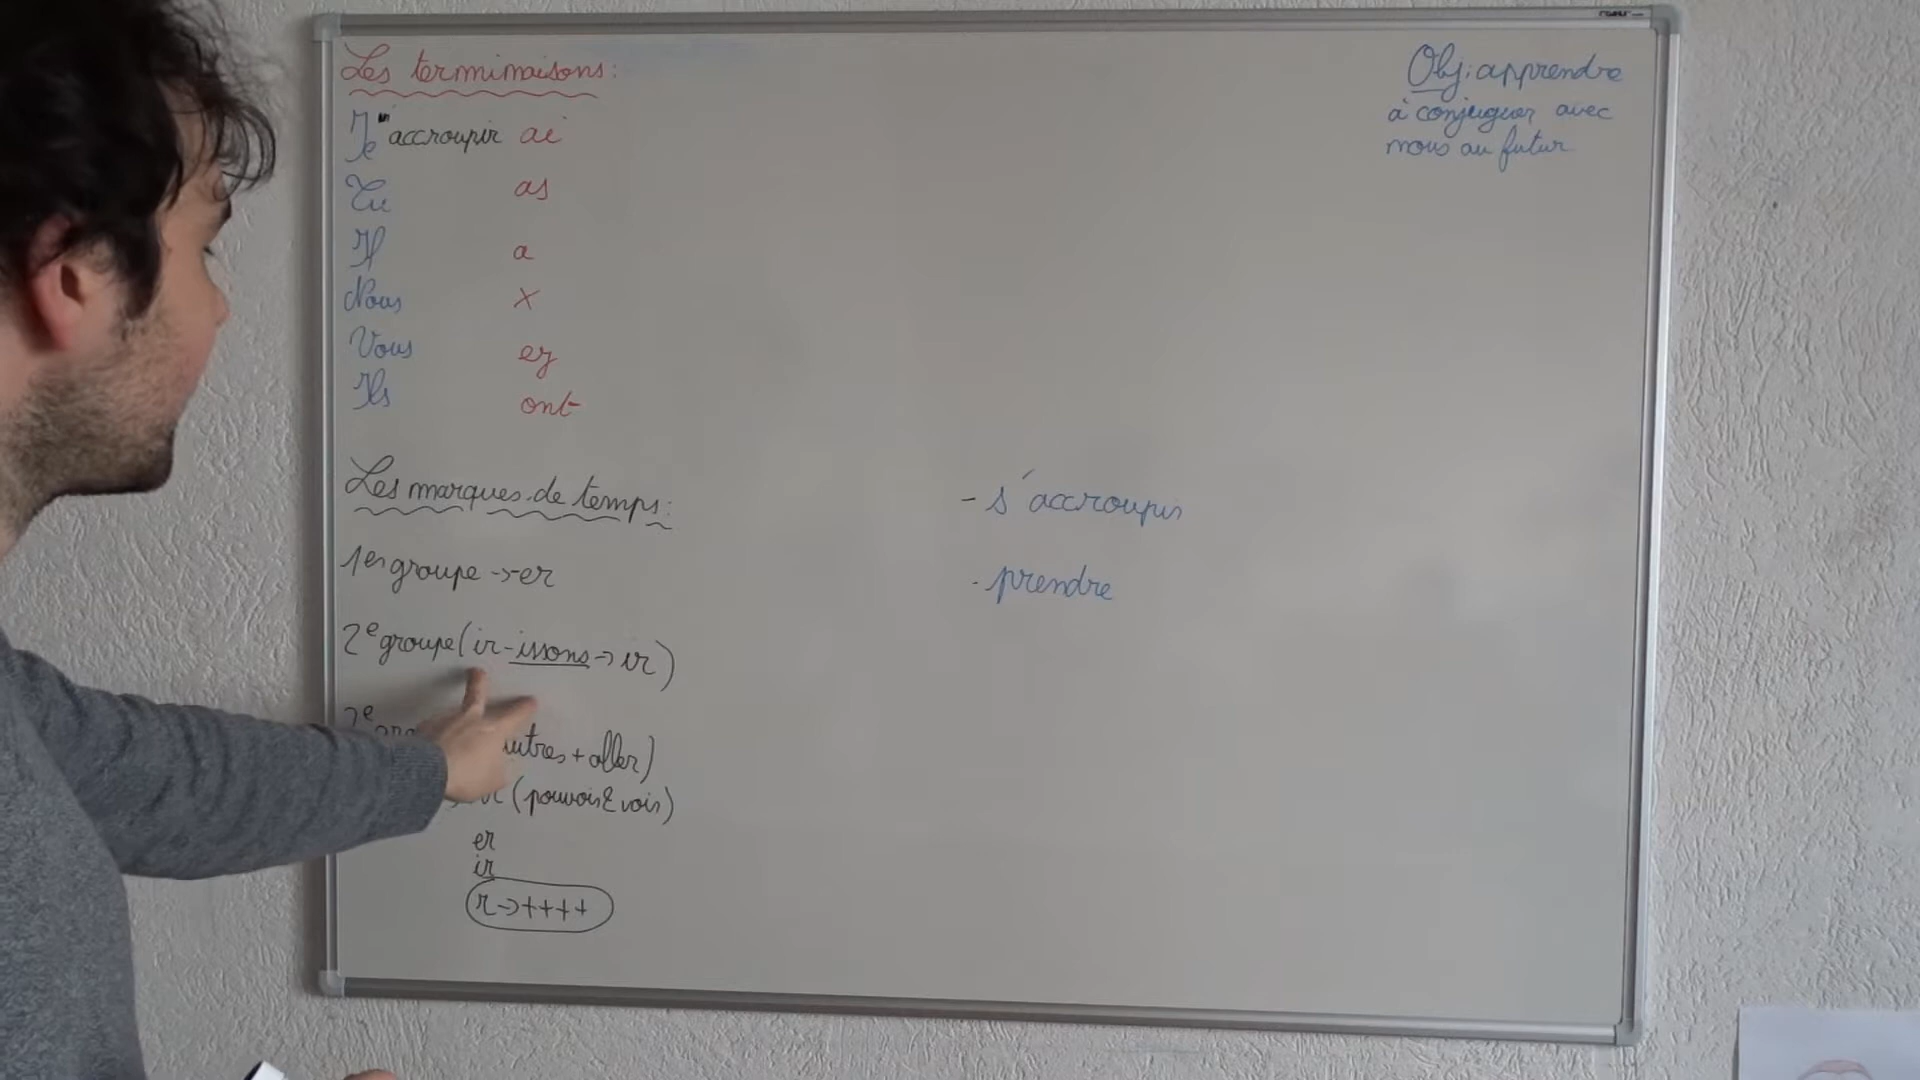 Les terminaisons:
Je m'accroupir ai
Tu as
Il a
Nous x
Vous ez
Ils ont
Les marques de temps:
1er groupe → er
2e groupe (ir-issons → ir)
autres + aller)
(pouvoir & voir)
er
ir
r → ++++
Obj: apprendre
à conjuguer avec
nous au futur
- s'accroupir
- prendre